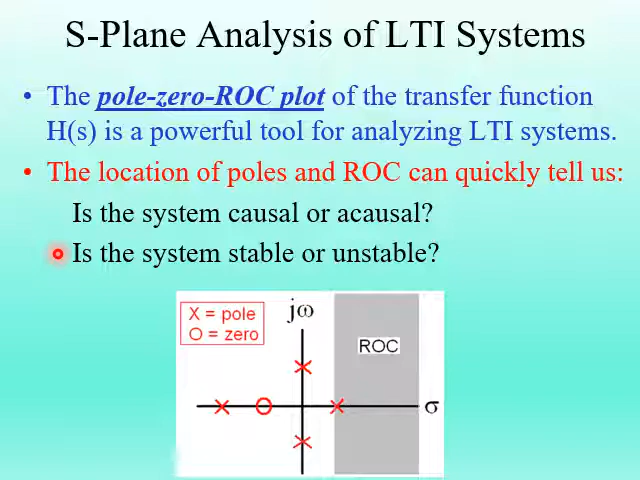 S-Plane Analysis of LTI Systems
• The pole-zero-ROC plot of the transfer function
H(s) is a powerful tool for analyzing LTI systems.
• The location of poles and ROC can quickly tell us:
Is the system causal or acausal?
Is the system stable or unstable?
X = pole
O = zero
jω
ROC
σ